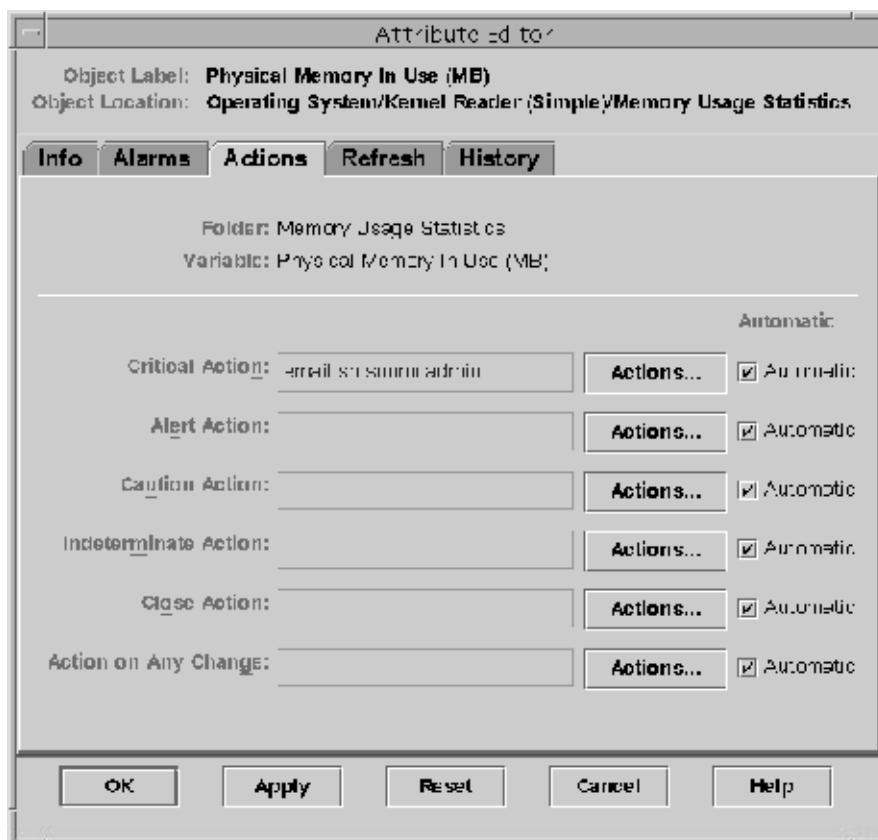 Attribute Editor
Object Label: Physical Memory In Use (MB)
Object Location: Operating System/Kernel Reader (Simple)/Memory Usage Statistics
Info Alarms Actions Refresh History
Folder: Memory Usage Statistics
Variable: Physical Memory In Use (MB)
Automatic
Critical Action: email.sh Actions... Automatic
Alert Action: Actions... Automatic
Caution Action: Actions... Automatic
Indeterminate Action: Actions... Automatic
Close Action: Actions... Automatic
Action on Any Change: Actions... Automatic
OK Apply Reset Cancel Help